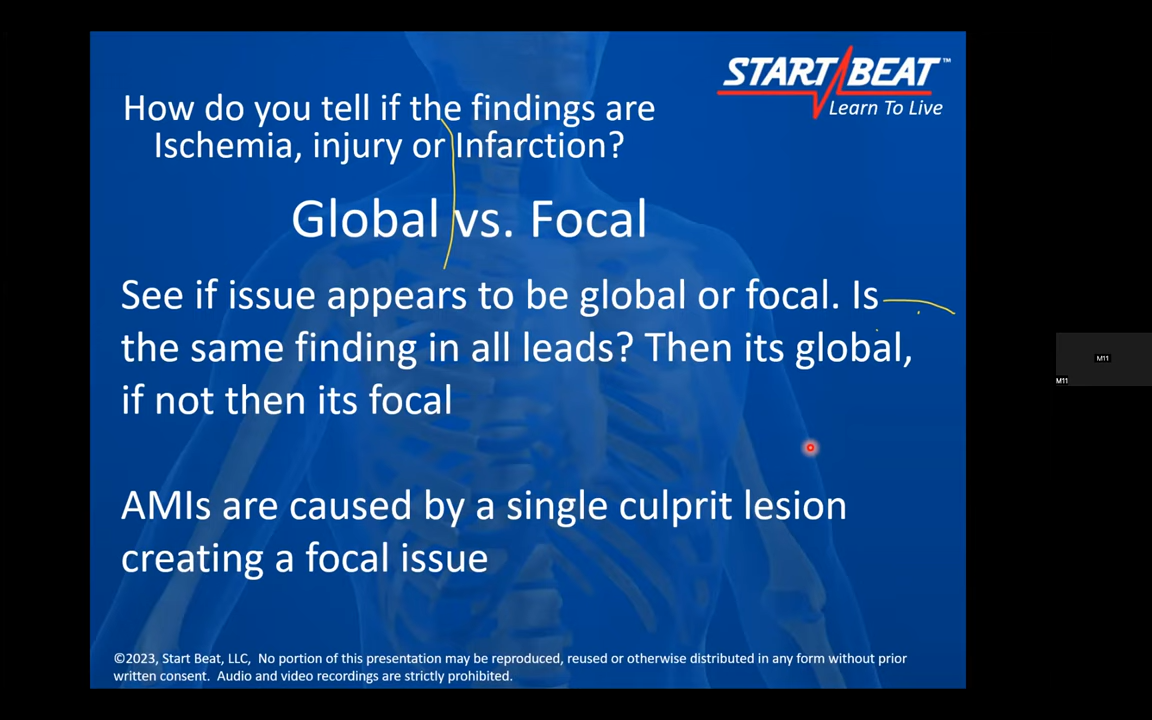 START BEAT™
Learn To Live
How do you tell if the findings are
Ischemia, injury or Infarction?
Global vs. Focal
See if issue appears to be global or focal. Is
the same finding in all leads? Then its global,
if not then its focal
M11
M11
AMIs are caused by a single culprit lesion
creating a focal issue
©2023, Start Beat, LLC, No portion of this presentation may be reproduced, reused or otherwise distributed in any form without prior
written consent. Audio and video recordings are strictly prohibited.